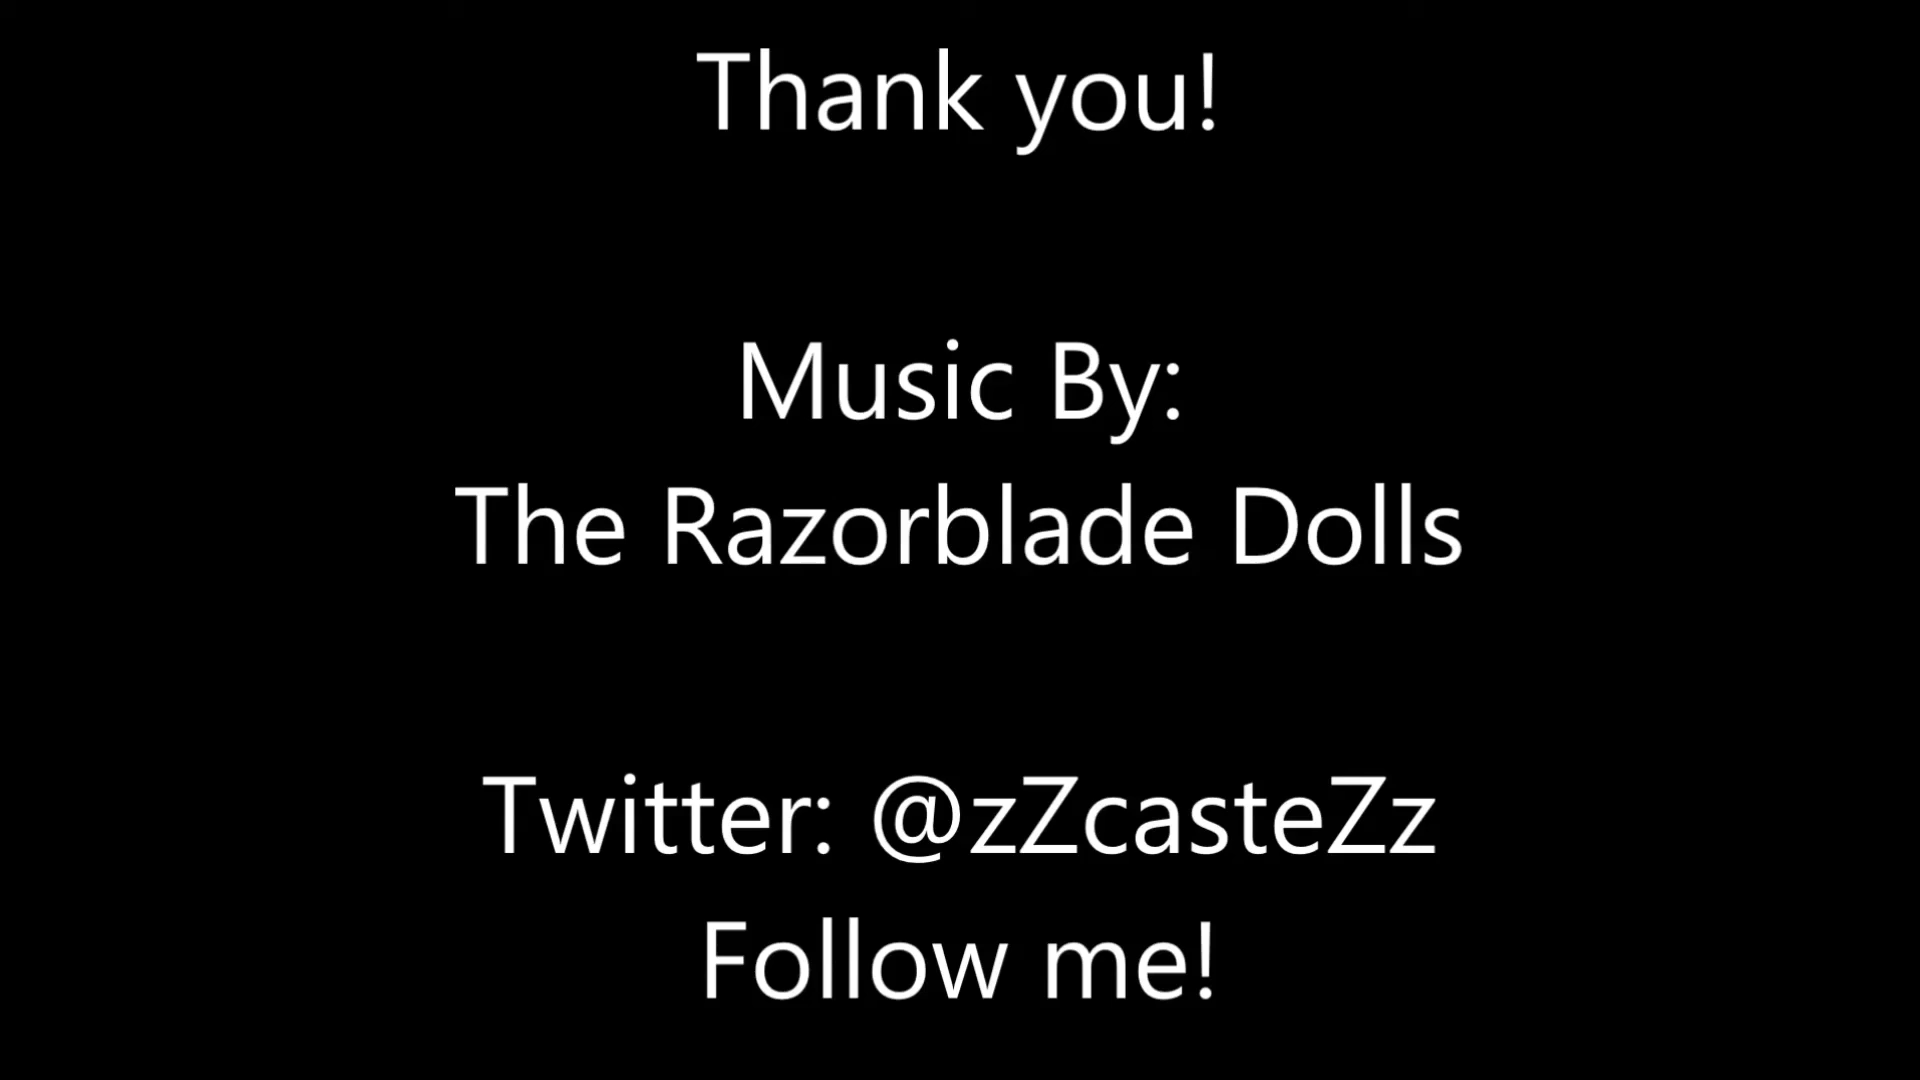 Thank you!
Music By:
The Razorblade Dolls
Twitter: @zZcasteZz
Follow me!